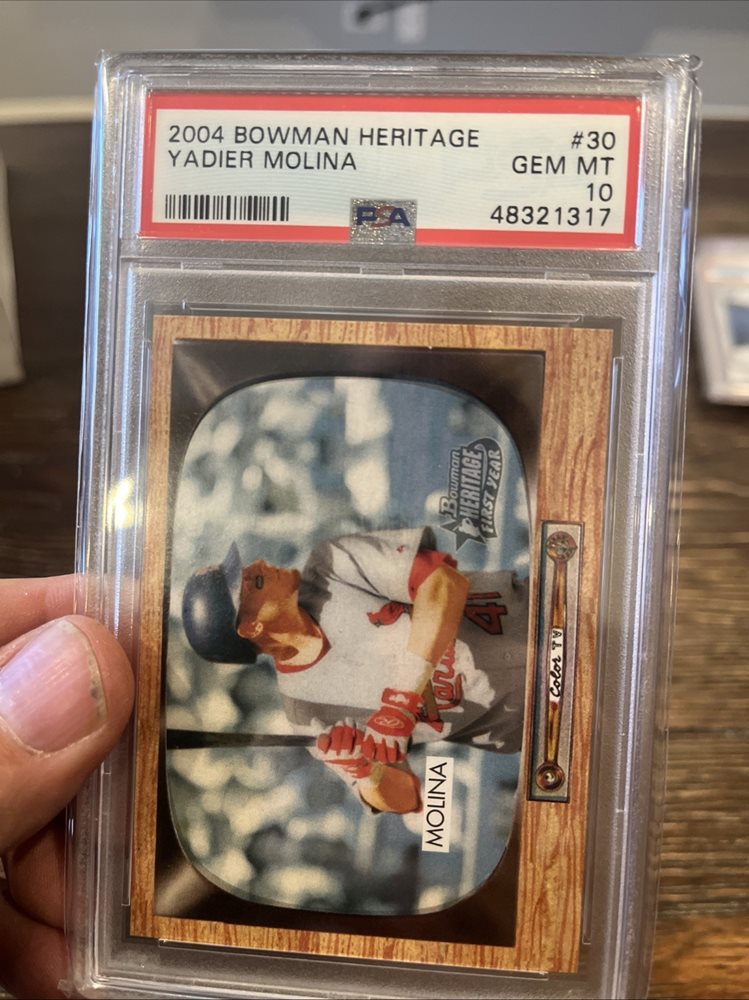 2004 BOWMAN HERITAGE #30
YADIER MOLINA GEM MT
10
PSA 48321317
Bowman
HERITAGE
FIRST YEAR
41
MOLINA
Color TV